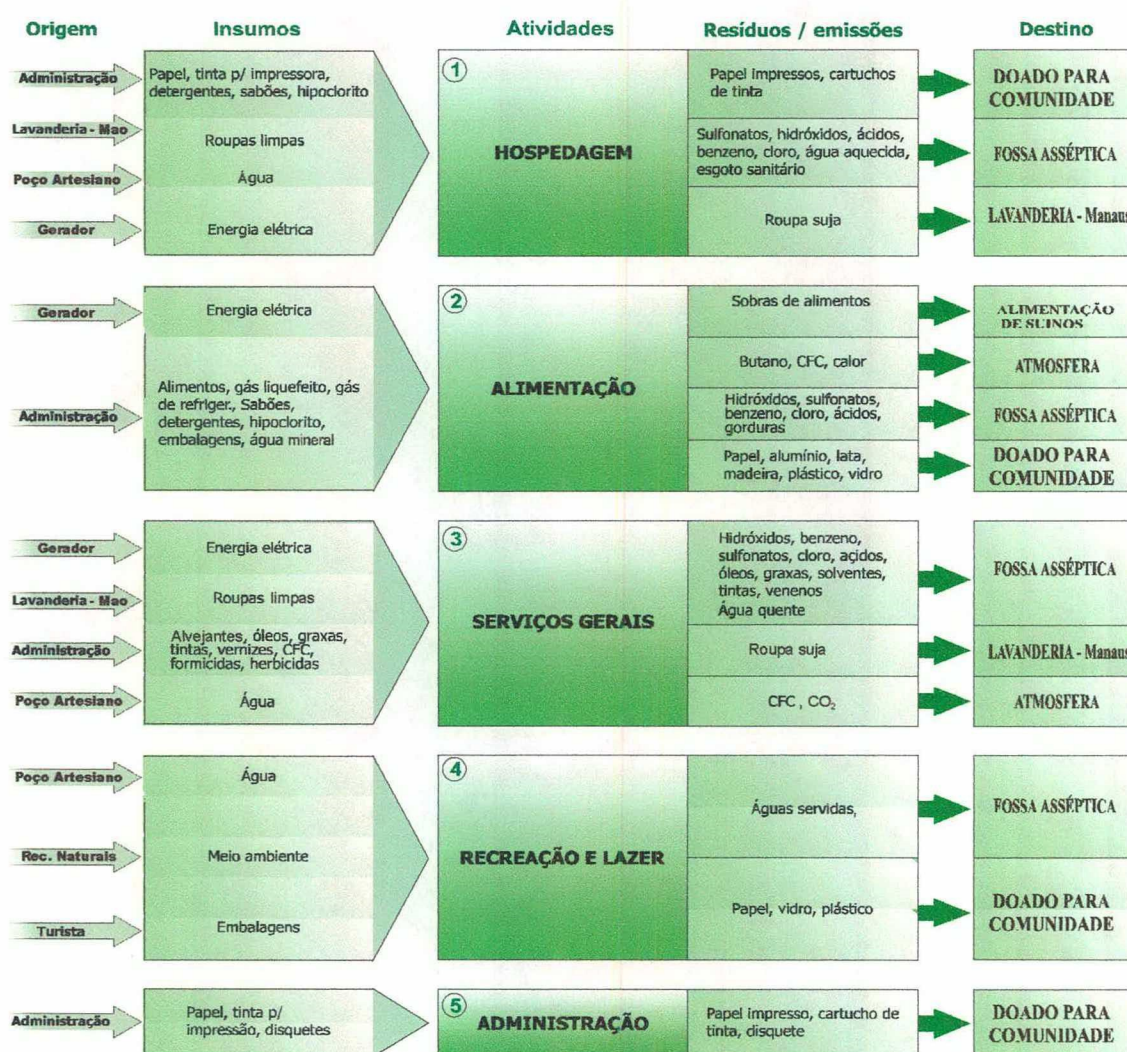 Origem Insumos Atividades Resíduos / emissões Destino
Administração
Papel, tinta p/ impressora,
detergentes, sabões, hipoclorito
Lavanderia - Mao
Roupas limpas
Poço Artesiano
Água
Gerador
Energia elétrica
1
HOSPEDAGEM
Papel Impressos, cartuchos
de tinta
DOADO PARA
COMUNIDADE
Sulfonatos, hidróxidos, ácidos,
benzeno, cloro, água aquecida,
esgoto sanitário
FOSSA ASSÉPTICA
Roupa suja
LAVANDERIA - Manaus
Gerador
Energia elétrica
Administração
Alimentos, gás liquefeito, gás
de refriger., Sabões,
detergentes, hipoclorito,
embalagens, água mineral
2
ALIMENTAÇÃO
Sobras de alimentos
ALIMENTAÇÃO
DE SUINOS
Butano, CFC, calor
ATMOSFERA
Hidróxidos, sulfonatos,
benzeno, cloro, ácidos,
gorduras
FOSSA ASSÉPTICA
Papel, alumínio, lata,
madeira, plástico, vidro
DOADO PARA
COMUNIDADE
Gerador
Energia elétrica
Lavanderia - Mao
Roupas limpas
Administração
Alvejantes, óleos, graxas,
tintas, vernizes, CFC,
formicidas, herbicidas
Poço Artesiano
Água
3
SERVIÇOS GERAIS
Hidróxidos, benzeno,
sulfonatos, cloro, açidos,
óleos, graxas, solventes,
tintas, venenos
Água quente
FOSSA ASSÉPTICA
Roupa suja
LAVANDERIA - Manaus
CFC , CO₂
ATMOSFERA
Poço Artesiano
Água
Rec. Naturais
Meio ambiente
Turista
Embalagens
4
RECREAÇÃO E LAZER
Águas servidas,
FOSSA ASSÉPTICA
Papel, vidro, plástico
DOADO PARA
COMUNIDADE
Administração
Papel, tinta p/
impressão, disquetes
5
ADMINISTRAÇÃO
Papel impresso, cartucho de
tinta, disquete
DOADO PARA
COMUNIDADE